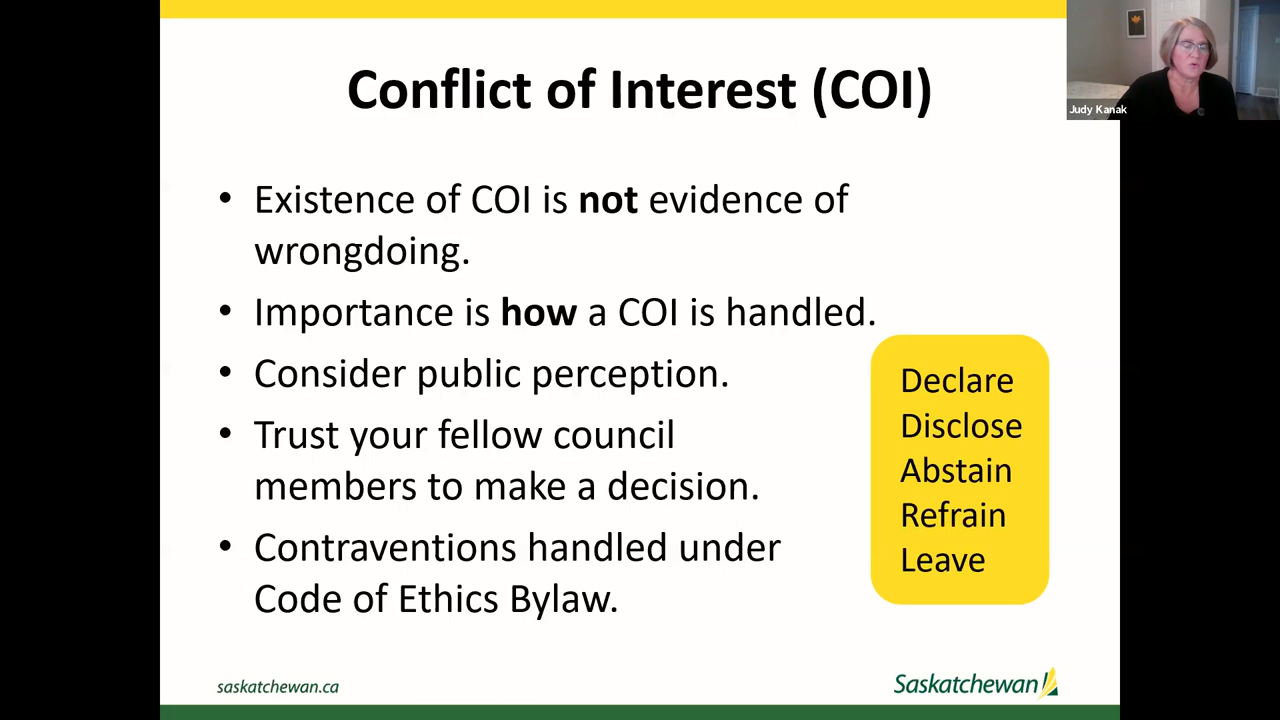 Conflict of Interest (COI)
Judy Kanak
• Existence of COI is not evidence of
wrongdoing.
• Importance is how a COI is handled.
• Consider public perception.
• Trust your fellow council
members to make a decision.
• Contraventions handled under
Code of Ethics Bylaw.
Declare
Disclose
Abstain
Refrain
Leave
saskatchewan.ca
Saskatchewan